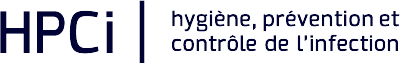 HPCi
hygiène, prévention et
contrôle de l'infection